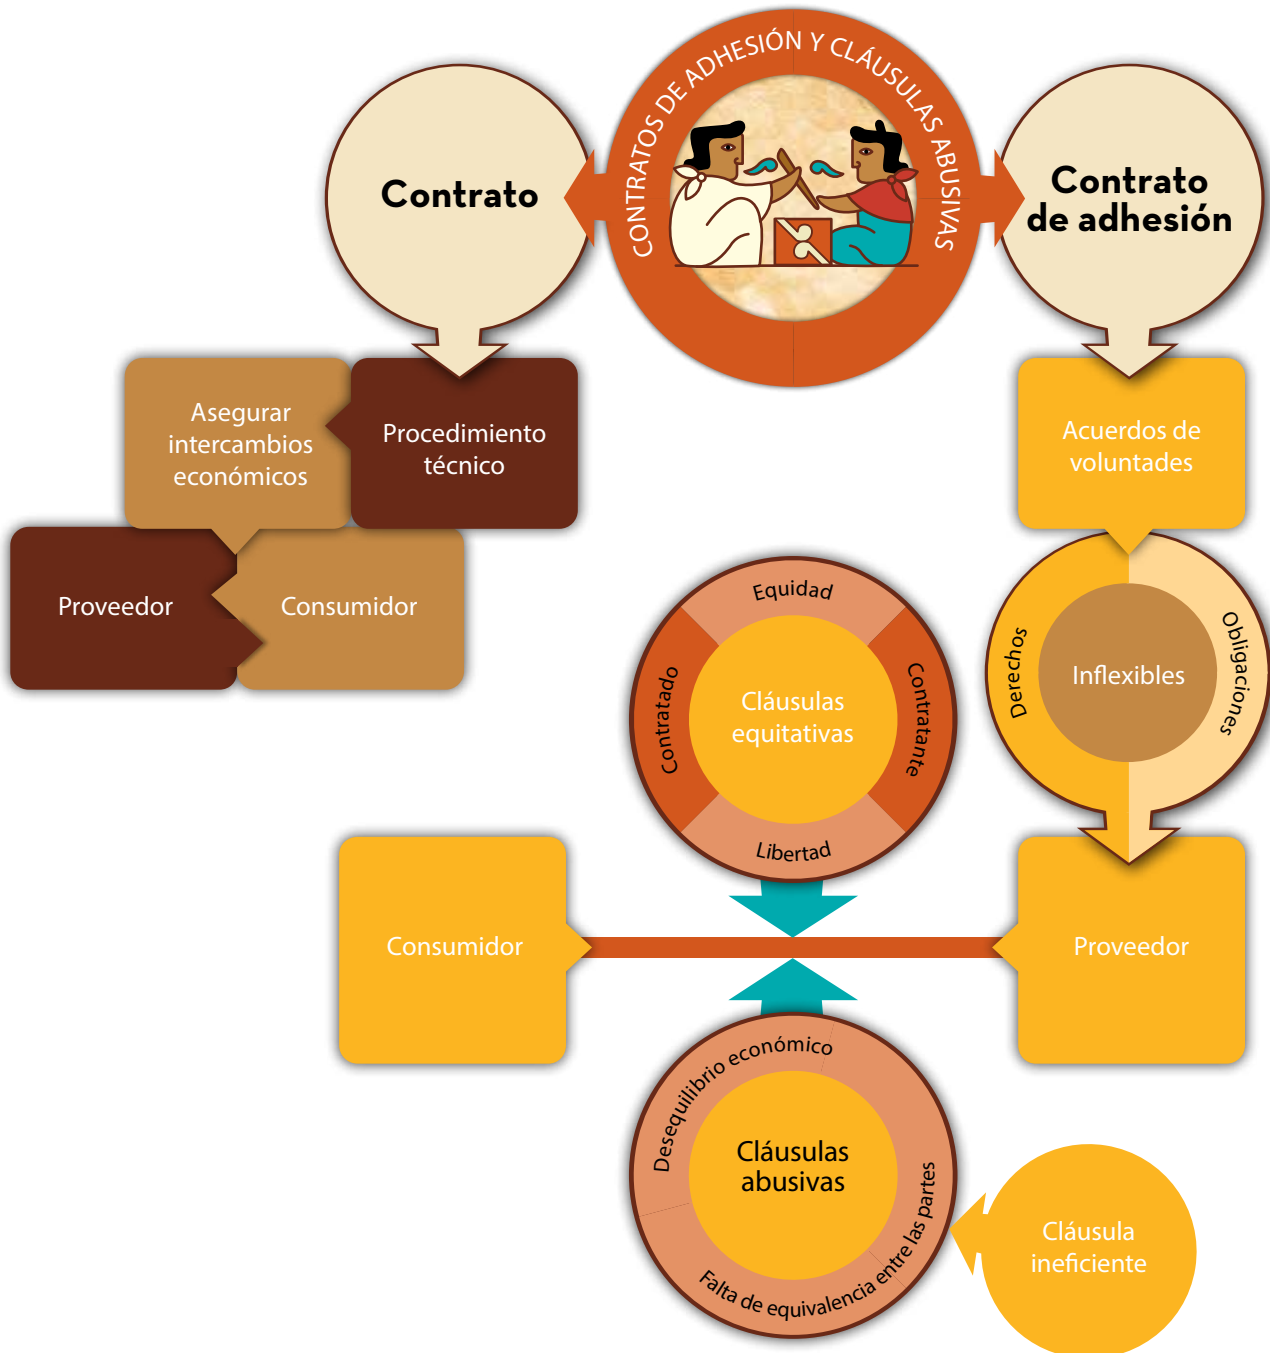 CONTRATOS DE ADHESIÓN Y CLÁUSULAS ABUSIVAS
Contrato
Contrato
de adhesión
Asegurar
intercambios
económicos
Procedimiento
técnico
Proveedor
Consumidor
Acuerdos de
voluntades
Derechos
Inflexibles
Obligaciones
Equidad
Contratado
Cláusulas
equitativas
Contratante
Libertad
Consumidor
Proveedor
Desequilibrio económico
Cláusulas
abusivas
Falta de equivalencia entre las partes
Cláusula
ineficiente